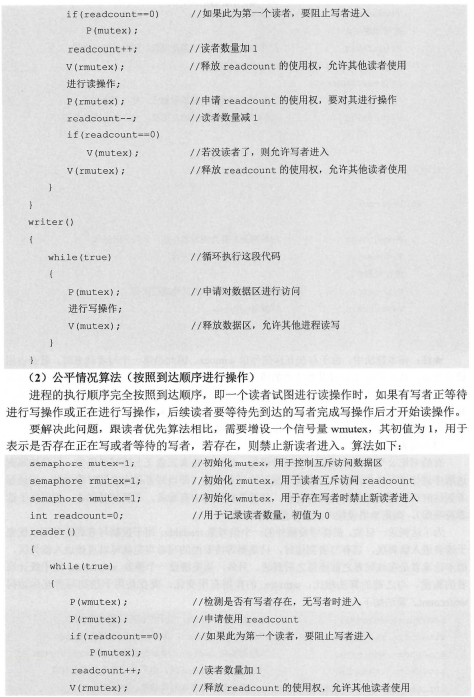 if(readcount==0) //如果此为第一个读者，要阻止写者进入
P(mutex);
readcount++; //读者数量加 1
V(rmutex); //释放 readcount 的使用权，允许其他读者使用
进行读操作;
P(rmutex); //申请 readcount 的使用权，要对其进行操作
readcount--; //读者数量减 1
if(readcount==0)
V(mutex); //若没读者了，则允许写者进入
V(rmutex); //释放 readcount 的使用权，允许其他读者使用
}
}
writer()
{
while(true) //循环执行这段代码
{
P(mutex); //申请对数据区进行访问
进行写操作;
V(mutex); //释放数据区，允许其他进程读写
}
}
（2）公平情况算法（按照到达顺序进行操作）
进程的执行顺序完全按照到达顺序，即一个读者试图进行读操作时，如果有写者正等待
进行写操作或正在进行写操作，后续读者要等待先到达的写者完成写操作后才开始读操作。
要解决此问题，跟读者优先算法相比，需要增设一个信号量 wmutex，其初值为 1，用于
表示是否存在正在写或者等待的写者，若存在，则禁止新读者进入。算法如下：
semaphore mutex=1; //初始化 mutex，用于控制互斥访问数据区
semaphore rmutex=1; //初始化 rmutex，用于读者互斥访问 readcount
semaphore wmutex=1; //初始化 wmutex，用于存在写者时禁止新读者进入
int readcount=0; //用于记录读者数量，初值为 0
reader()
{
while(true)
{
P(wmutex); //检测是否有写者存在，无写者时进入
P(rmutex); //申请使用 readcount
if(readcount==0) //如果此为第一个读者，要阻止写者进入
P(mutex);
readcount++; //读者数量加 1
V(rmutex); //释放 readcount 的使用权，允许其他读者使用